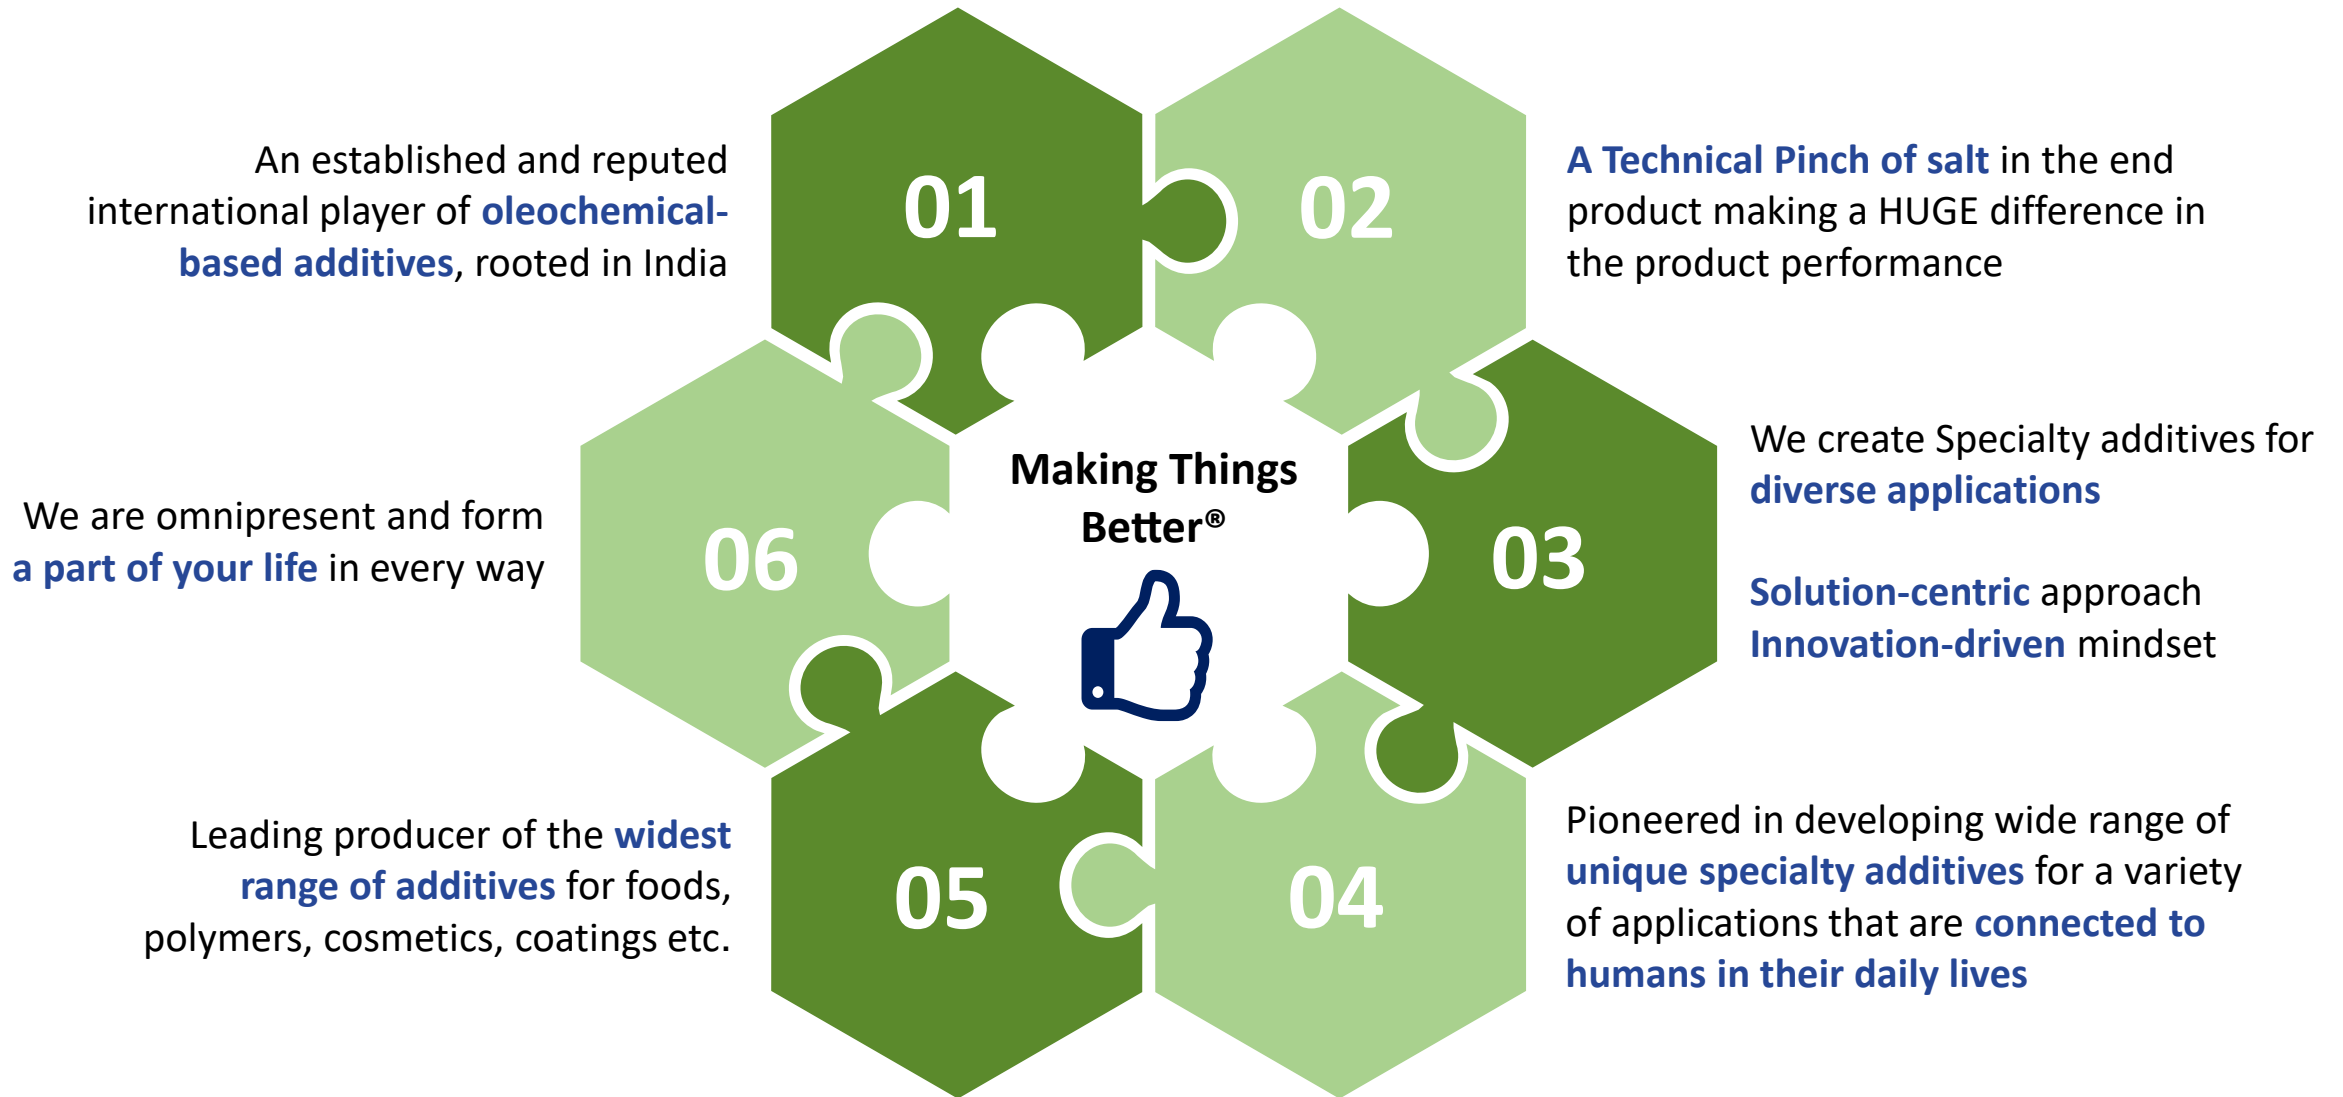 01
An established and reputed
international player of oleochemical-
based additives, rooted in India
02
A Technical Pinch of salt in the end
product making a HUGE difference in
the product performance
03
We create Specialty additives for
diverse applications
Solution-centric approach
Innovation-driven mindset
04
Pioneered in developing wide range of
unique specialty additives for a variety
of applications that are connected to
humans in their daily lives
05
Leading producer of the widest
range of additives for foods,
polymers, cosmetics, coatings etc.
06
We are omnipresent and form
a part of your life in every way
Making Things
Better®